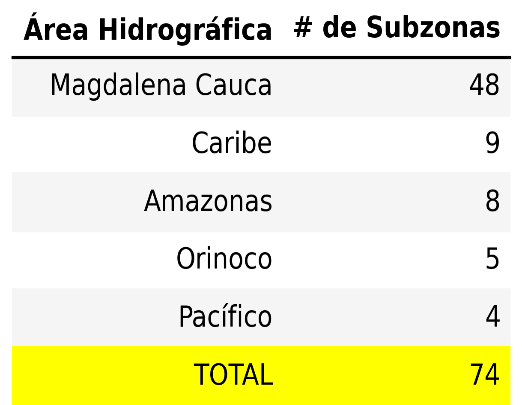 Área Hidrográfica # de Subzonas
Magdalena Cauca 48
Caribe 9
Amazonas 8
Orinoco 5
Pacífico 4
TOTAL 74